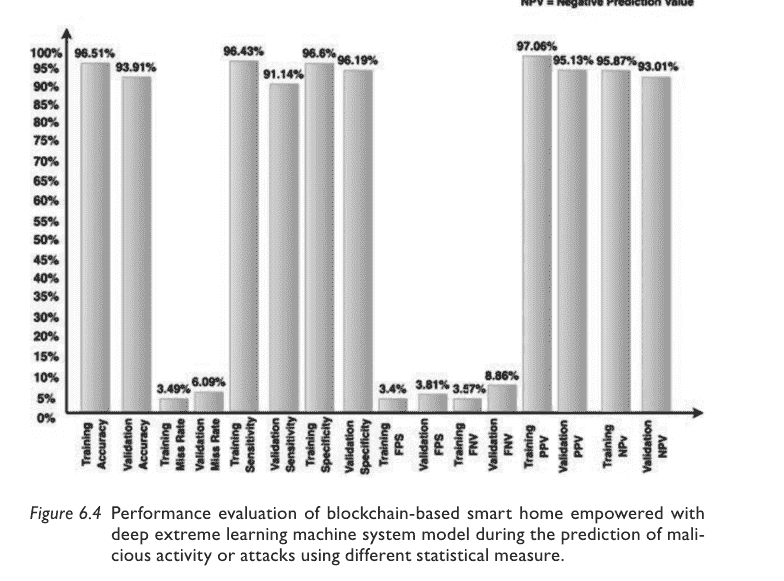 NPV = Negative Prediction Value
100%
95%
90%
85%
80%
75%
70%
65%
60%
55%
50%
45%
40%
35%
30%
20%
15%
10%
5%
0%
96.51%
93.91%
3.49%
6.09%
96.43%
91.14%
96.6%
96.19%
3.4%
3.81%
3.57%
8.86%
97.06%
95.13%
95.87%
93.01%
Training
Accuracy
Validation
Accuracy
Training
Miss Rate
Validation
Miss Rate
Training
Sensitivity
Validation
Sensitivity
Training
Specificity
Validation
Specificity
Training
FPS
Validation
FPS
Training
FNV
Validation
FNV
Training
PPV
Validation
PPV
Training
NPv
Validation
NPV
Figure 6.4 Performance evaluation of blockchain-based smart home empowered with
deep extreme learning machine system model during the prediction of mali-
cious activity or attacks using different statistical measure.